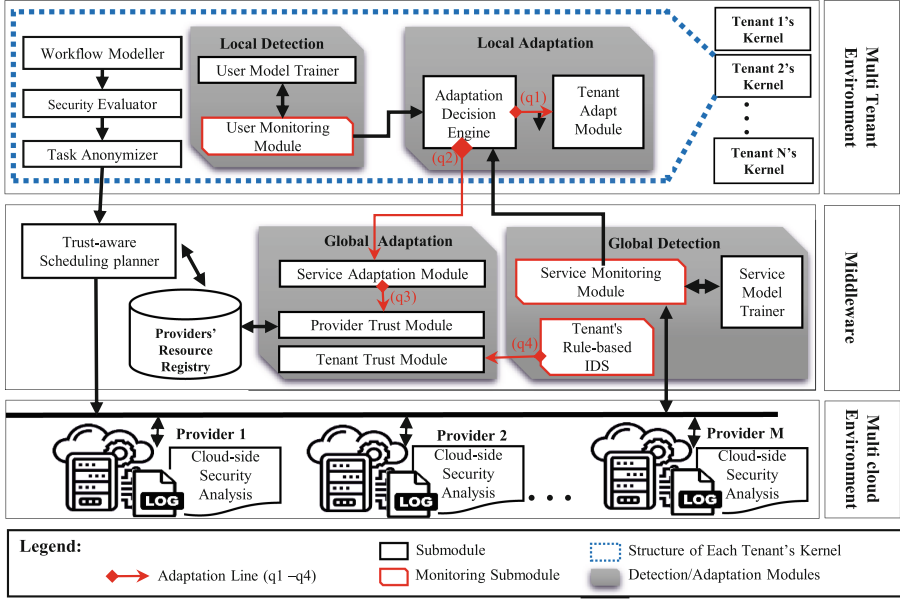 Workflow Modeller
Security Evaluator
Task Anonymizer
Local Detection
User Model Trainer
User Monitoring
Module
Local Adaptation
Adaptation
Decision
Engine
(q1)
(q2)
Tenant
Adapt
Module
Tenant 1's
Kernel
Tenant 2's
Kernel
Tenant N's
Kernel
Multi Tenant
Environment
Trust-aware
Scheduling planner
Providers'
Resource
Registry
Global Adaptation
Service Adaptation Module
(q3)
Provider Trust Module
Tenant Trust Module
Global Detection
Service Monitoring
Module
Service
Model
Trainer
(q4)
Tenant's
Rule-based
IDS
Middleware
Provider 1
Cloud-side
Security
Analysis
LOG
Provider 2
Cloud-side
Security
Analysis
LOG
Provider M
Cloud-side
Security
Analysis
LOG
Multi cloud
Environment
Legend:
Adaptation Line (q1 –q4)
Submodule
Monitoring Submodule
Structure of Each Tenant's Kernel
Detection/Adaptation Modules